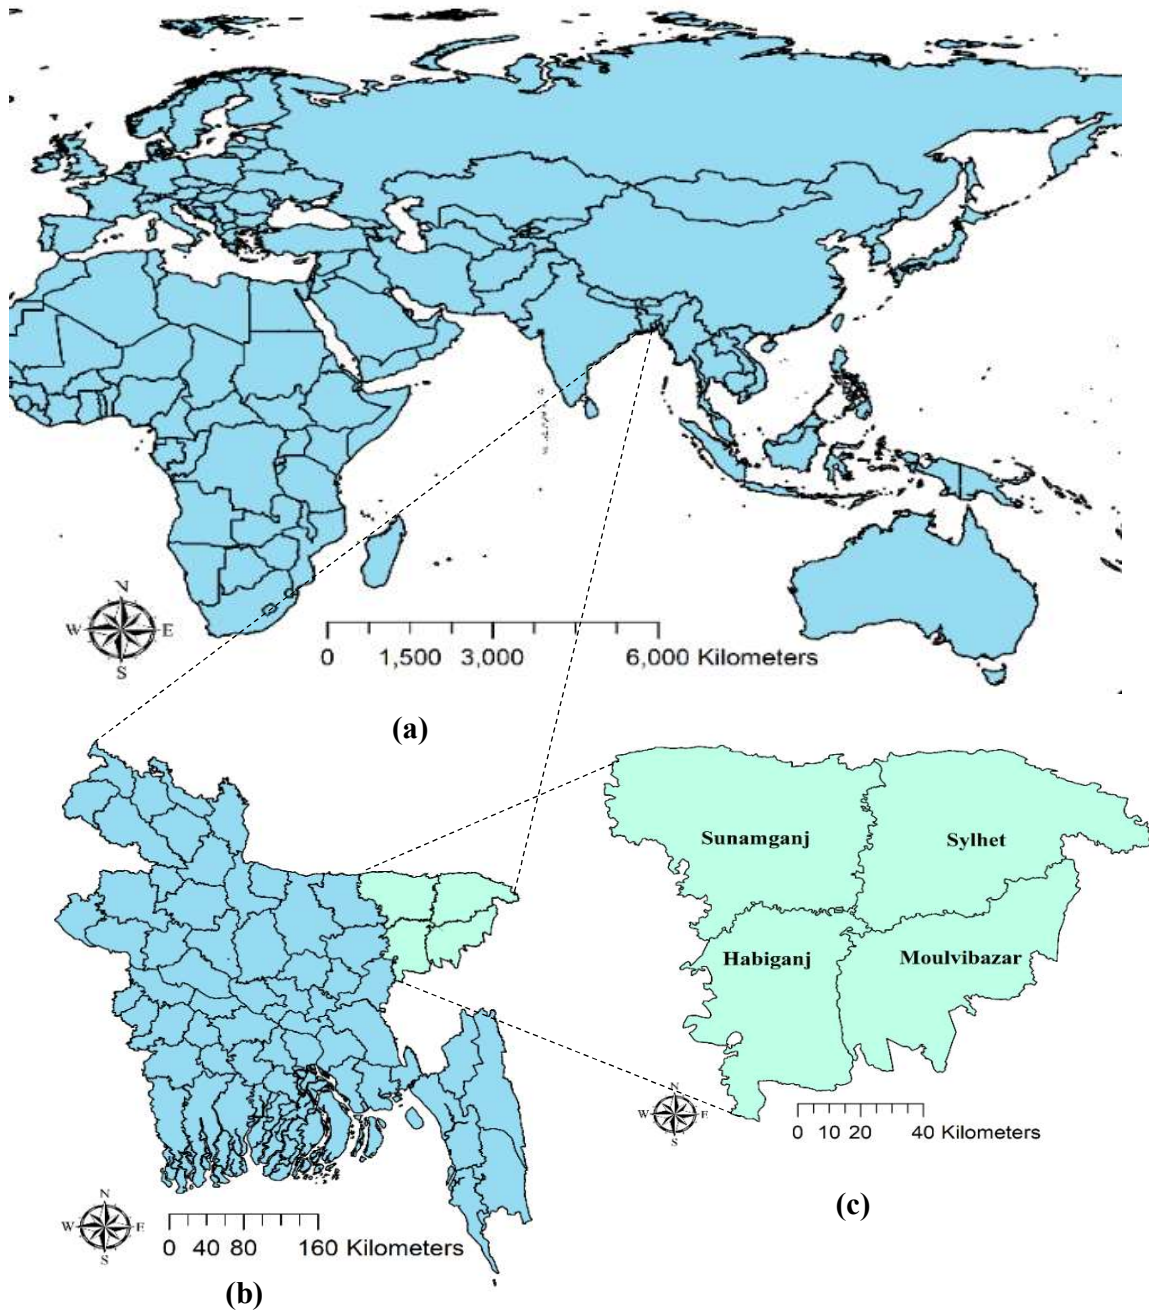 N
W E
S
0 1,500 3,000 6,000 Kilometers
(a)
Sunamganj Sylhet
Habiganj Moulvibazar
N
W E
S
0 10 20 40 Kilometers
(c)
N
W E
S
0 40 80 160 Kilometers
(b)